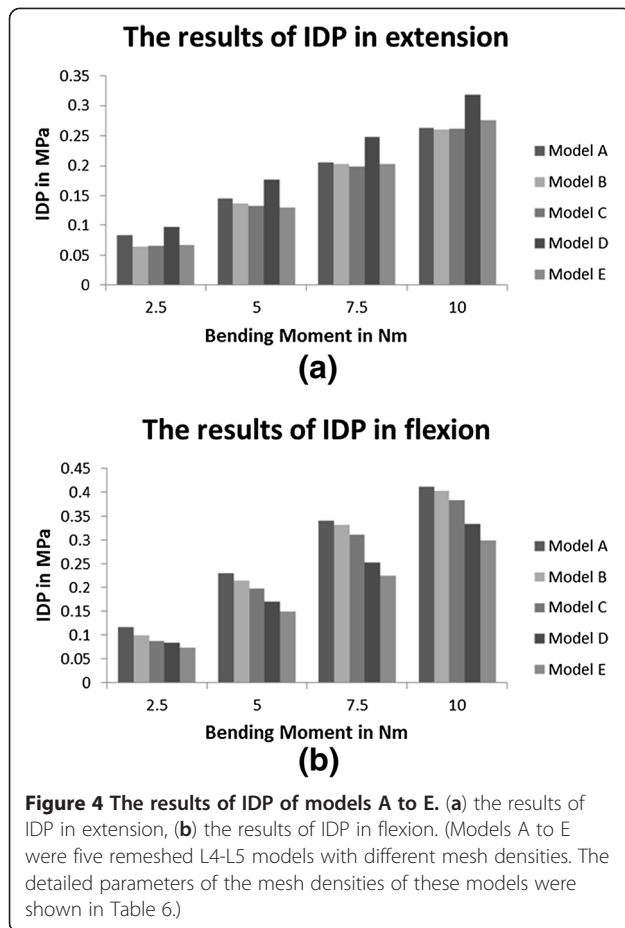 The results of IDP in extension
0.35
0.3
0.25
0.2
0.15
0.1
0.05
0
IDP in MPa
2.5 5 7.5 10
Bending Moment in Nm
Model A
Model B
Model C
Model D
Model E
(a)
The results of IDP in flexion
0.45
0.4
0.35
0.3
0.25
0.2
0.15
0.1
0.05
0
IDP in MPa
2.5 5 7.5 10
Bending Moment in Nm
Model A
Model B
Model C
Model D
Model E
(b)
Figure 4 The results of IDP of models A to E. (a) the results of
IDP in extension, (b) the results of IDP in flexion. (Models A to E
were five remeshed L4-L5 models with different mesh densities. The
detailed parameters of the mesh densities of these models were
shown in Table 6.)